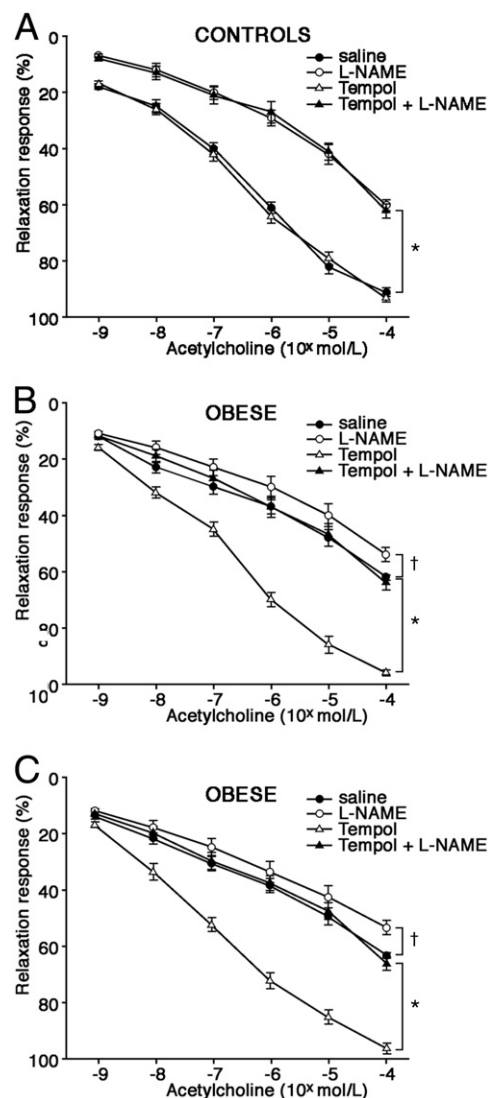 A
CONTROLS
saline
L-NAME
Tempol
Tempol + L-NAME
Relaxation response (%)
0
20
40
60
80
100
*
-9 -8 -7 -6 -5 -4
Acetylcholine (10ˣ mol/L)
B
OBESE
saline
L-NAME
Tempol
Tempol + L-NAME
Relaxation response (%)
0
20
40
60
10⁰
†
*
-9 -8 -7 -6 -5 -4
Acetylcholine (10ˣ mol/L)
C
OBESE
saline
L-NAME
Tempol
Tempol + L-NAME
Relaxation response (%)
0
20
40
60
80
100
†
*
-9 -8 -7 -6 -5 -4
Acetylcholine (10ˣ mol/L)